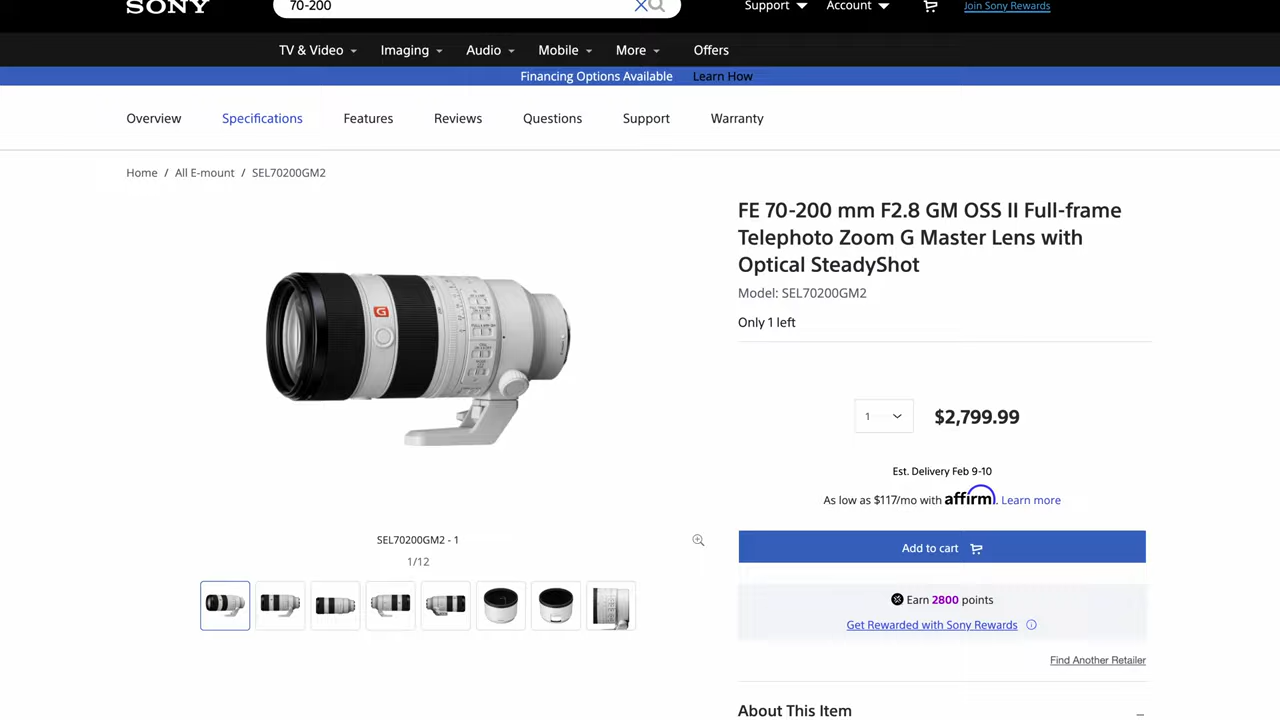 SONY
70-200
Support
Account
Join Sony Rewards
TV & Video
Imaging
Audio
Mobile
More
Offers
Financing Options Available Learn How
Overview
Specifications
Features
Reviews
Questions
Support
Warranty
Home / All E-mount / SEL70200GM2
FE 70-200 mm F2.8 GM OSS II Full-frame
Telephoto Zoom G Master Lens with
Optical SteadyShot
Model: SEL70200GM2
Only 1 left
1
$2,799.99
Est. Delivery Feb 9-10
As low as $117/mo with affirm. Learn more
G
SEL70200GM2 - 1
1/12
Add to cart
Earn 2800 points
Get Rewarded with Sony Rewards
Find Another Retailer
About This Item